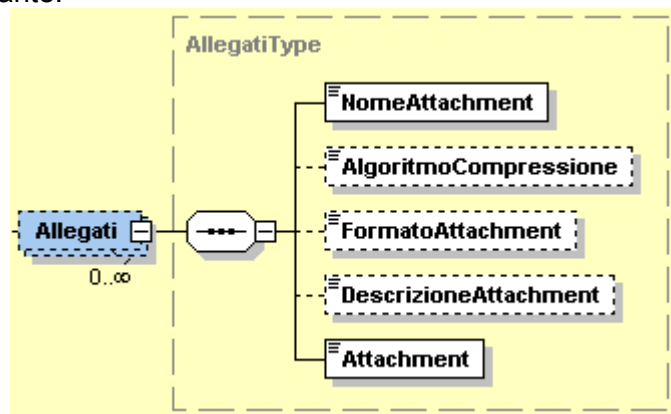 AllegatiType
NomeAttachment
AlgoritmoCompressione
Allegati
FormatoAttachment
0..∞
DescrizioneAttachment
Attachment